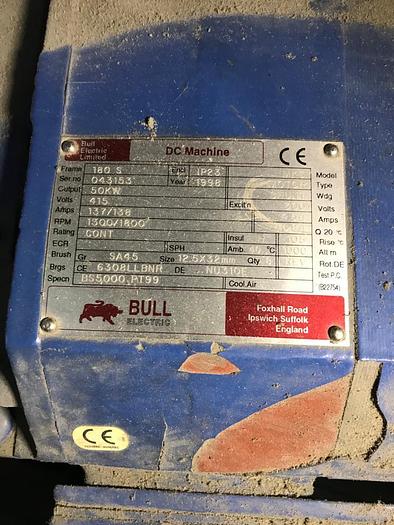 Bull
Electric
Limited
DC Machine
CE
Frame 180 S Encl IP23 Model
Ser.no 043153 Year 1998 Type
Output 50KW Wdg
Volts 415 Excit'n Volts
Amps 137/138 Amps
RPM 1300/1800 Ω 20 °C
Rating CONT Insul Rise °C
ECR SPH Amb °C Alt m
Brush Gr SA45 Size 12.5X32mm Qty Rot.DE
Brgs CE 6308LLBNR DE Test P.C
Specn BS5000 PT99 Cool.Air (B22754)
BULL
ELECTRIC
Foxhall Road
Ipswich Suffolk
England
CE